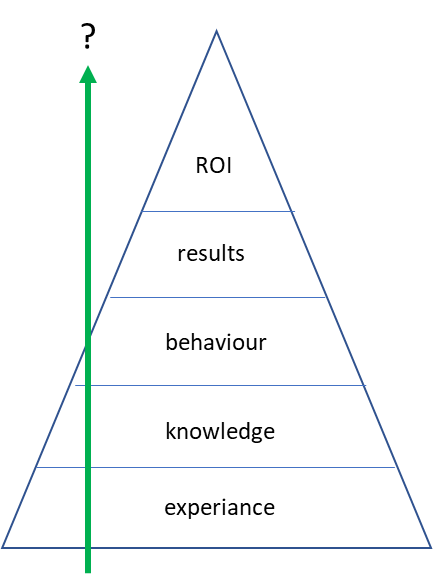 ?
ROI
results
behaviour
knowledge
experiance